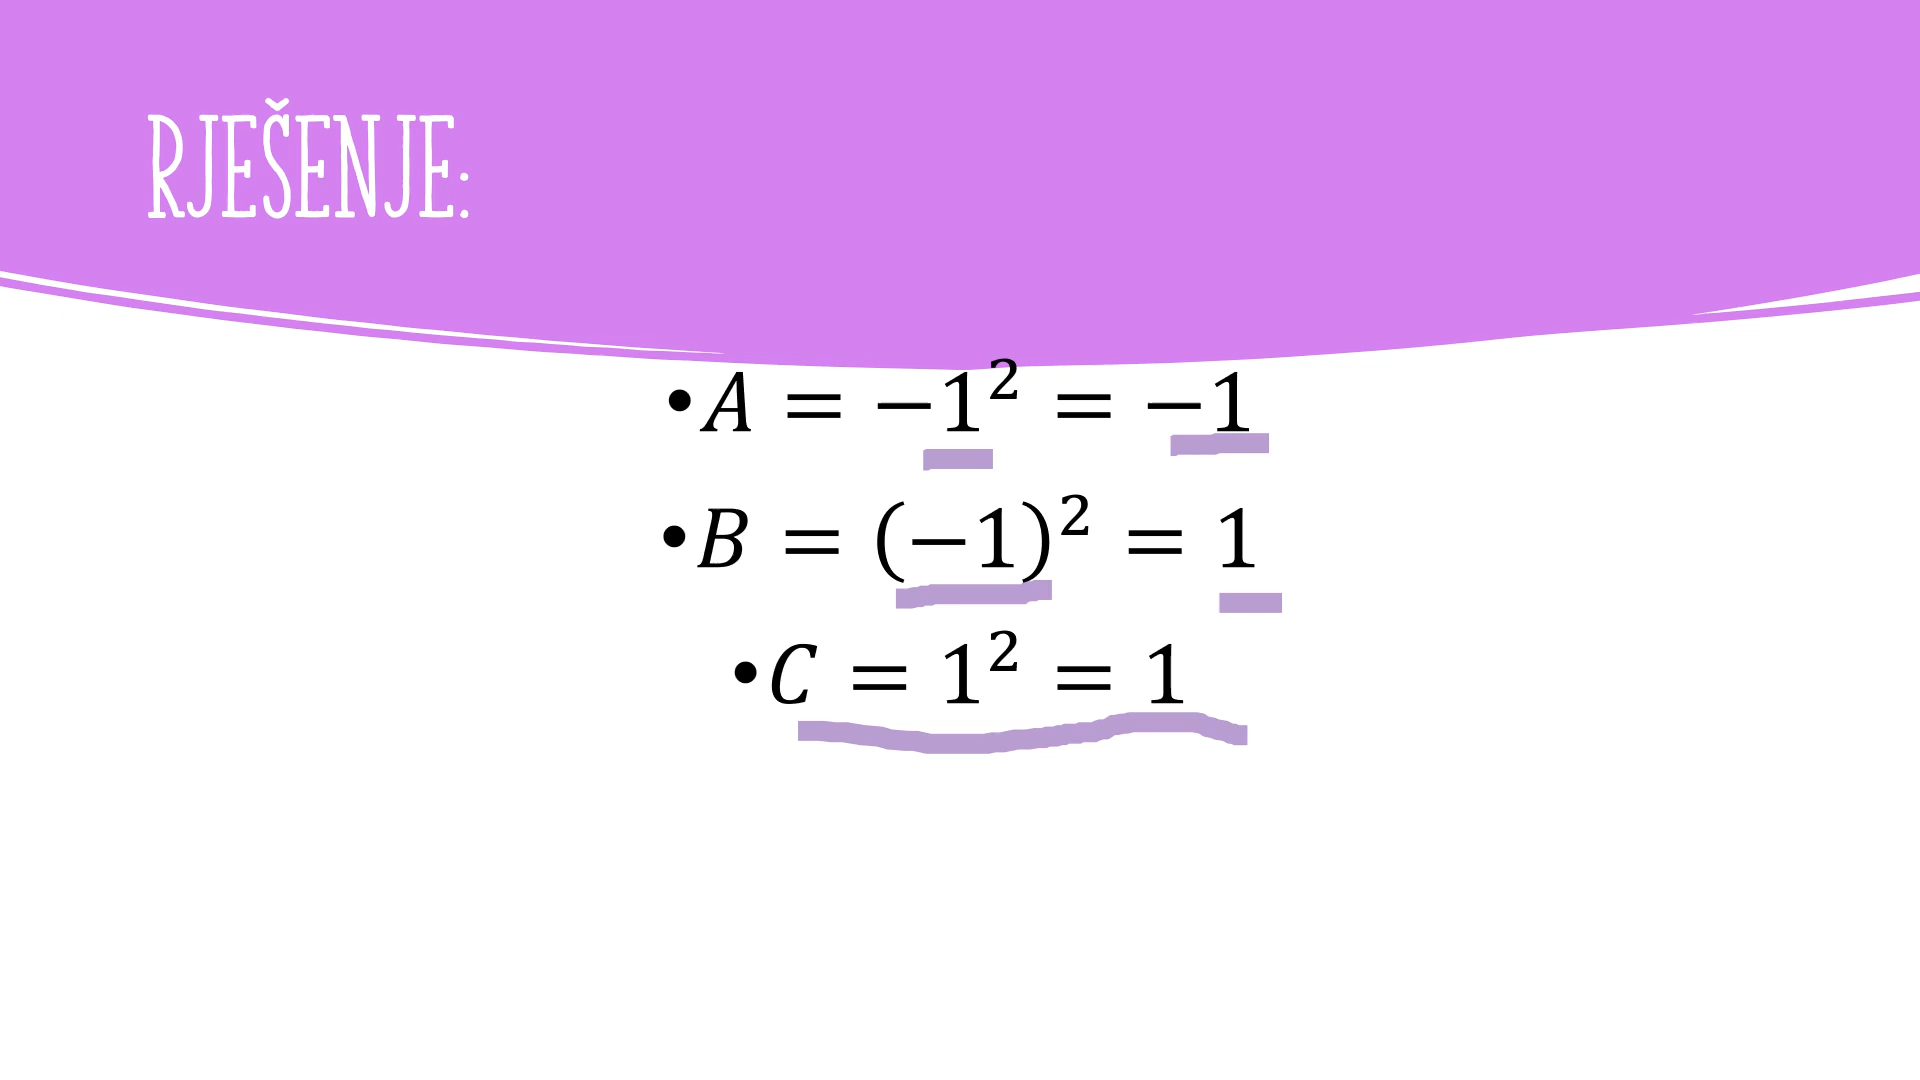 RJEŠENJE:
• A = −1² = −1
• B = (−1)² = 1
• C = 1² = 1